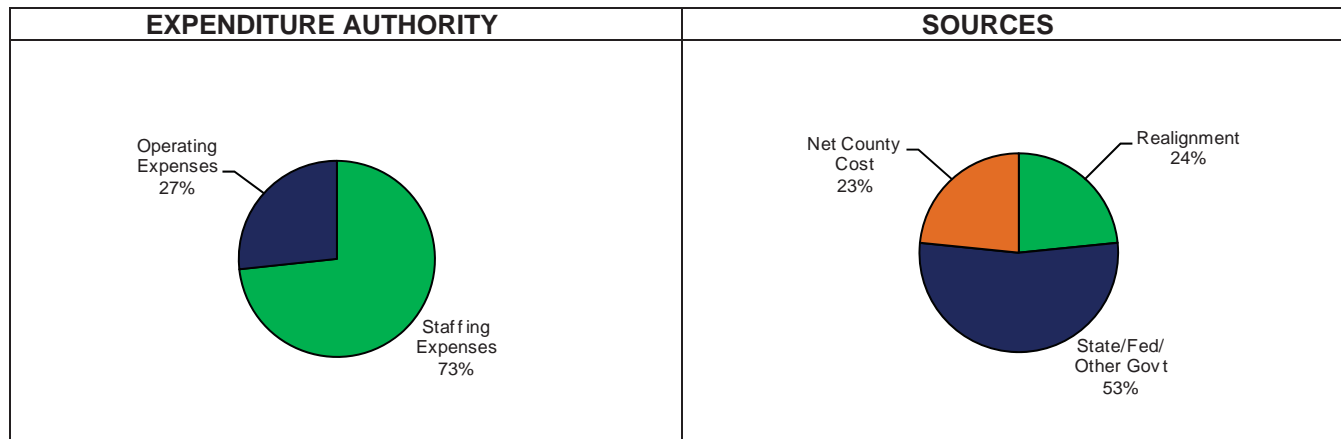 EXPENDITURE AUTHORITY
Operating
Expenses
27%
Staffing
Expenses
73%
SOURCES
Net County
Cost
23%
Realignment
24%
State/Fed/
Other Govt
53%